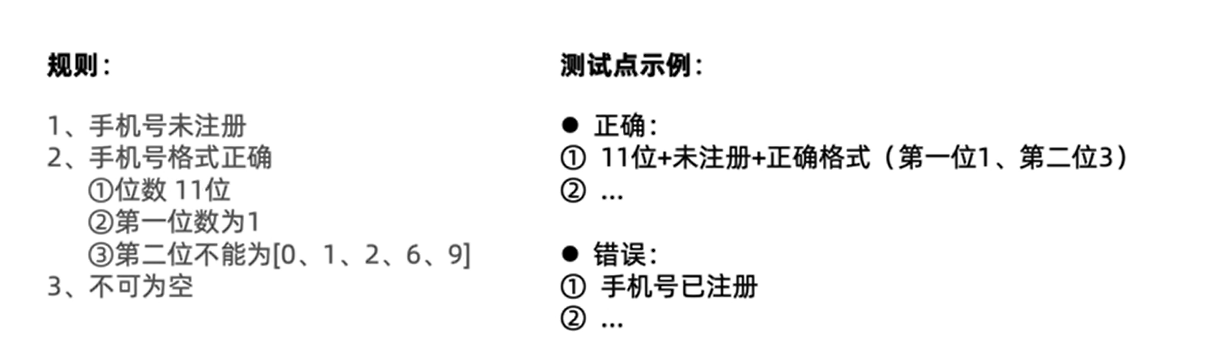 规则：
1、手机号未注册
2、手机号格式正确
①位数 11位
②第一位数为1
③第二位不能为[0、1、2、6、9]
3、不可为空
测试点示例：
● 正确：
① 11位+未注册+正确格式（第一位1、第二位3）
② ...
● 错误：
① 手机号已注册
② ...